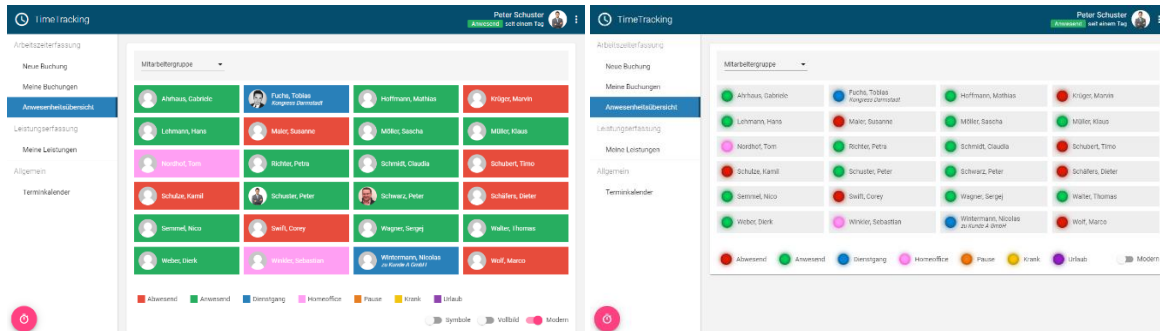 TimeTracking
Peter Schuster
Anwesend seit einem Tag
Arbeitszeiterfassung
Neue Buchung
Meine Buchungen
Anwesenheitsübersicht
Leistungserfassung
Meine Leistungen
Allgemein
Terminkalender
Mitarbeitergruppe
Ahrhaus, Gabriele
Fuchs, Tobias
Kongress Darmstadt
Hoffmann, Mathias
Krüger, Marvin
Lehmann, Hans
Maier, Susanne
Möller, Sascha
Müller, Klaus
Nordhof, Tom
Richter, Petra
Schmidt, Claudia
Schubert, Timo
Schulze, Kamil
Schuster, Peter
Schwarz, Peter
Schäfers, Dieter
Semmel, Nico
Swift, Corey
Wagner, Sergej
Walter, Thomas
Weber, Dierk
Winkler, Sebastian
Wintermann, Nicolas
zu Kunde A GmbH
Wolf, Marco
Abwesend Anwesend Dienstgang Homeoffice Pause Krank Urlaub
Symbole Vollbild Modern
TimeTracking
Peter Schuster
Anwesend seit einem Tag
Arbeitszeiterfassung
Neue Buchung
Meine Buchungen
Anwesenheitsübersicht
Leistungserfassung
Meine Leistungen
Allgemein
Terminkalender
Mitarbeitergruppe
Ahrhaus, Gabriele
Fuchs, Tobias
Kongress Darmstadt
Hoffmann, Mathias
Krüger, Marvin
Lehmann, Hans
Maier, Susanne
Möller, Sascha
Müller, Klaus
Nordhof, Tom
Richter, Petra
Schmidt, Claudia
Schubert, Timo
Schulze, Kamil
Schuster, Peter
Schwarz, Peter
Schäfers, Dieter
Semmel, Nico
Swift, Corey
Wagner, Sergej
Walter, Thomas
Weber, Dierk
Winkler, Sebastian
Wintermann, Nicolas
zu Kunde A GmbH
Wolf, Marco
Abwesend Anwesend Dienstgang Homeoffice Pause Krank Urlaub Modern